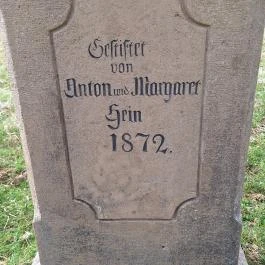 Gestiftet
von
Anton und Margaret
Hein
1872.